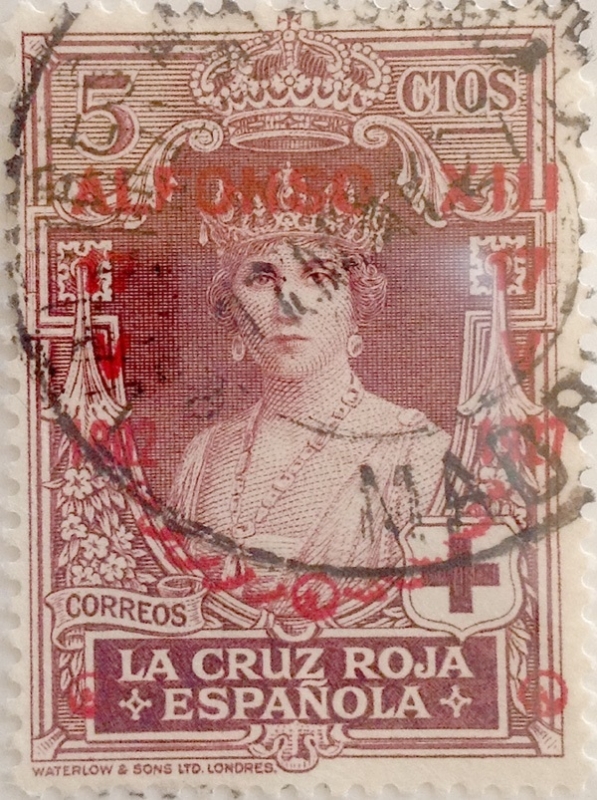 5 CTOS
ALFONSO XIII
17 17
V V
1902 1927
CORREOS
LA CRUZ ROJA
ESPAÑOLA
WATERLOW & SONS LTD. LONDRES.